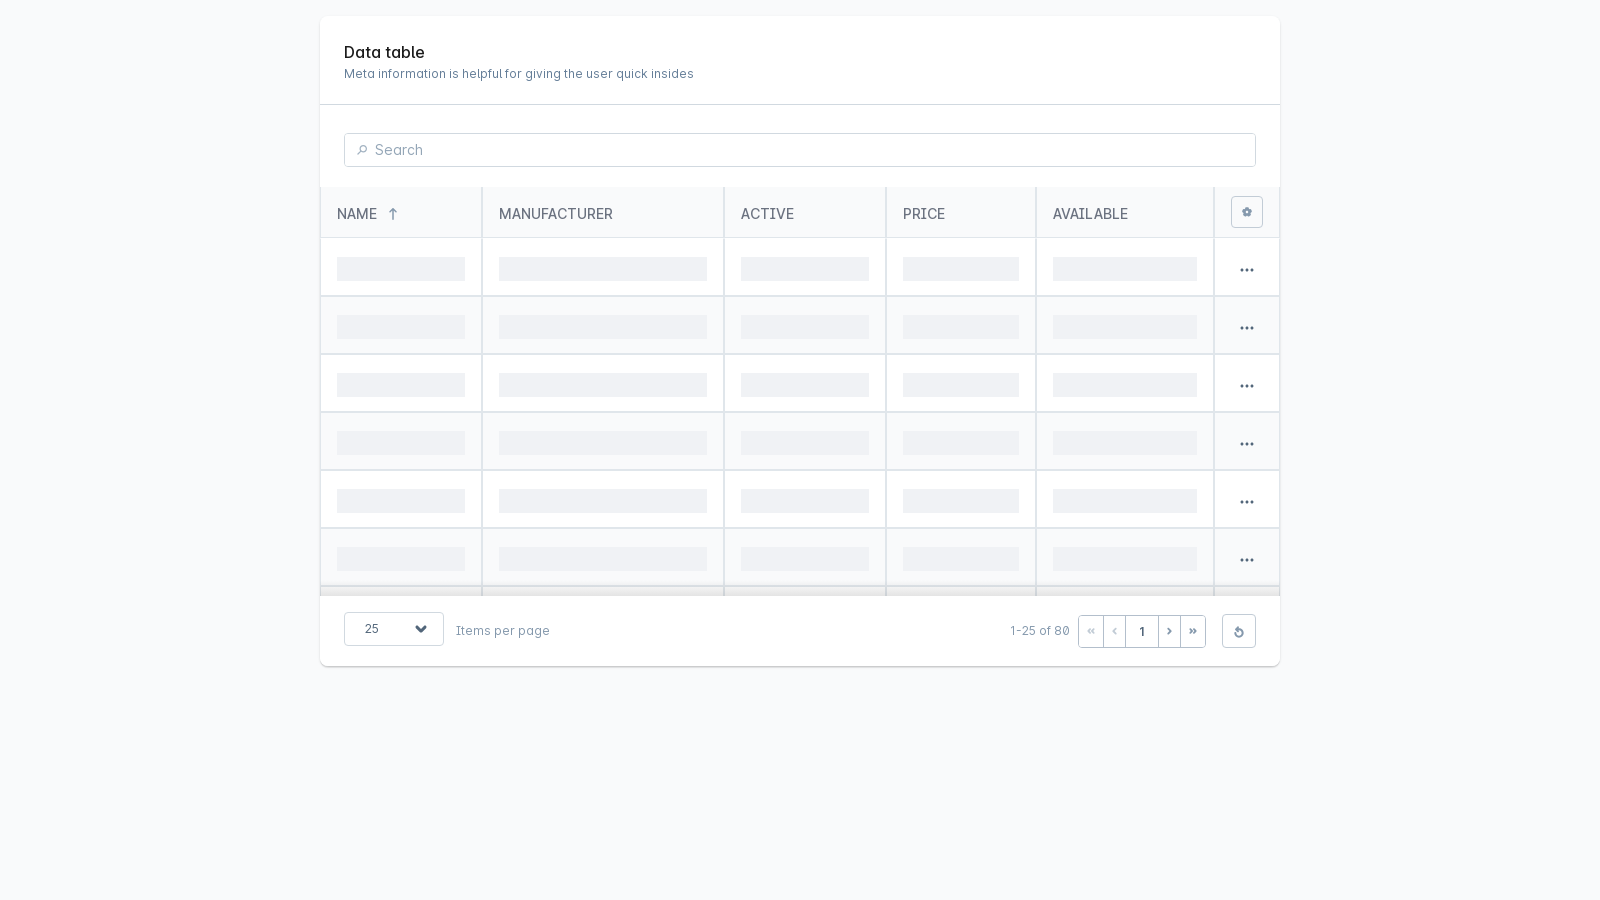 Data table
Meta information is helpful for giving the user quick insides
Search
NAME MANUFACTURER ACTIVE PRICE AVAILABLE
25 Items per page 1-25 of 80 « ‹ 1 › »